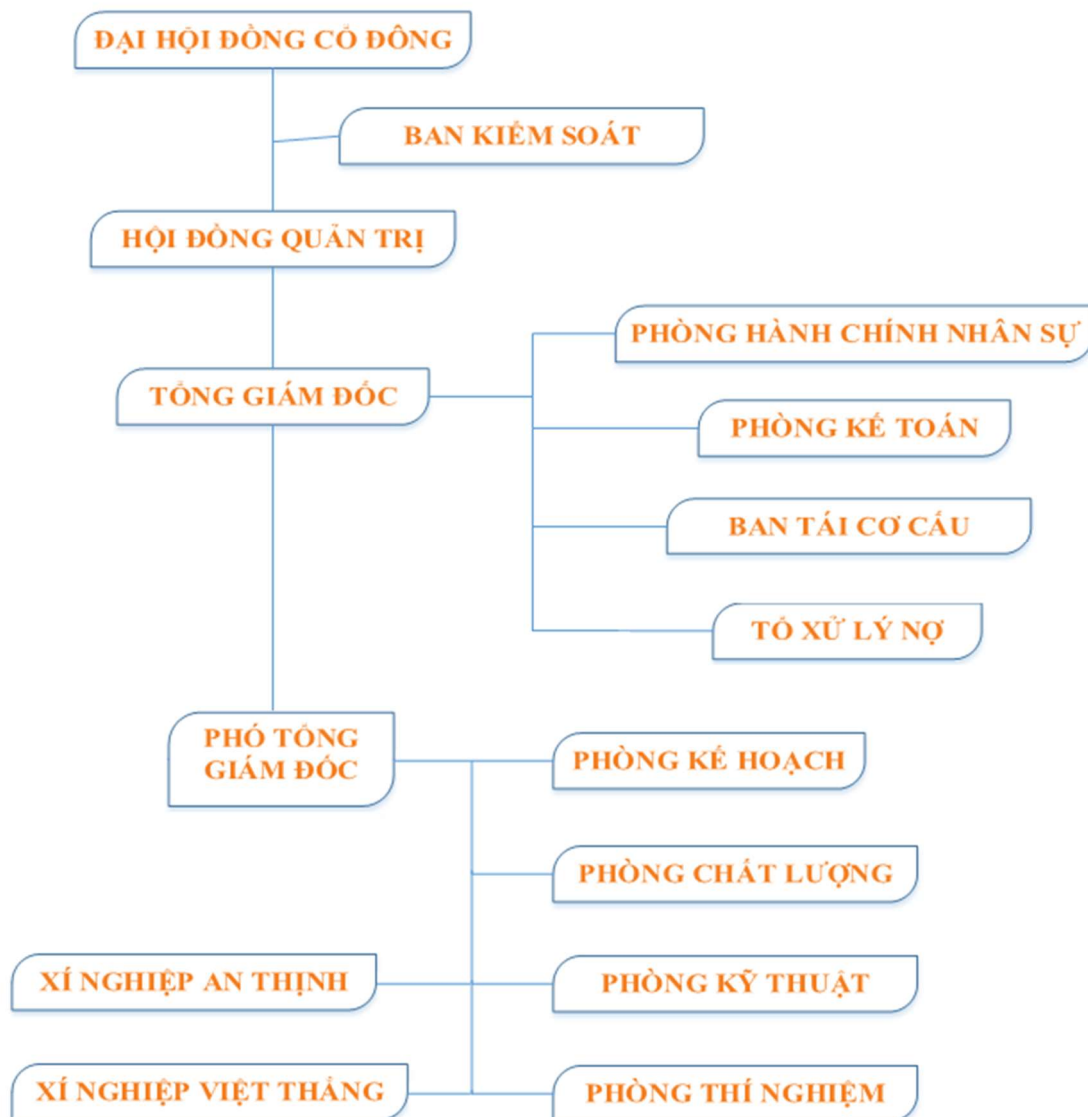 ĐẠI HỘI ĐỒNG CỔ ĐÔNG
BAN KIỂM SOÁT
HỘI ĐỒNG QUẢN TRỊ
PHÒNG HÀNH CHÍNH NHÂN SỰ
TỔNG GIÁM ĐỐC
PHÒNG KẾ TOÁN
BAN TÁI CƠ CẤU
TỔ XỬ LÝ NỢ
PHÓ TỔNG
GIÁM ĐỐC
PHÒNG KẾ HOẠCH
PHÒNG CHẤT LƯỢNG
XÍ NGHIỆP AN THỊNH
PHÒNG KỸ THUẬT
XÍ NGHIỆP VIỆT THẮNG
PHÒNG THÍ NGHIỆM